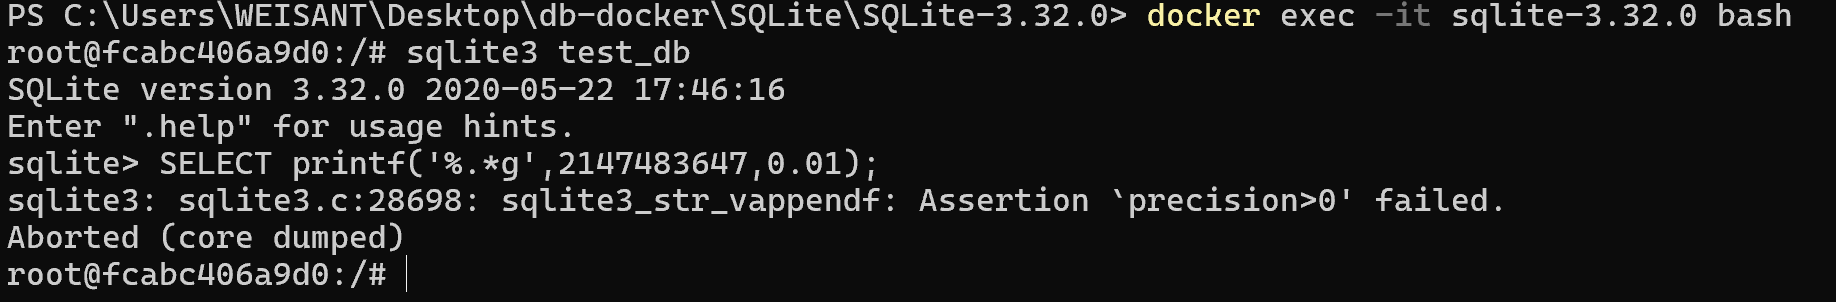 PS C:\Users\WEISANT\Desktop\db-docker\SQLite\SQLite-3.32.0> docker exec -it sqlite-3.32.0 bash
root@fcabc406a9d0:/# sqlite3 test_db
SQLite version 3.32.0 2020-05-22 17:46:16
Enter ".help" for usage hints.
sqlite> SELECT printf('%.*g',2147483647,0.01);
sqlite3: sqlite3.c:28698: sqlite3_str_vappendf: Assertion `precision>0' failed.
Aborted (core dumped)
root@fcabc406a9d0:/#